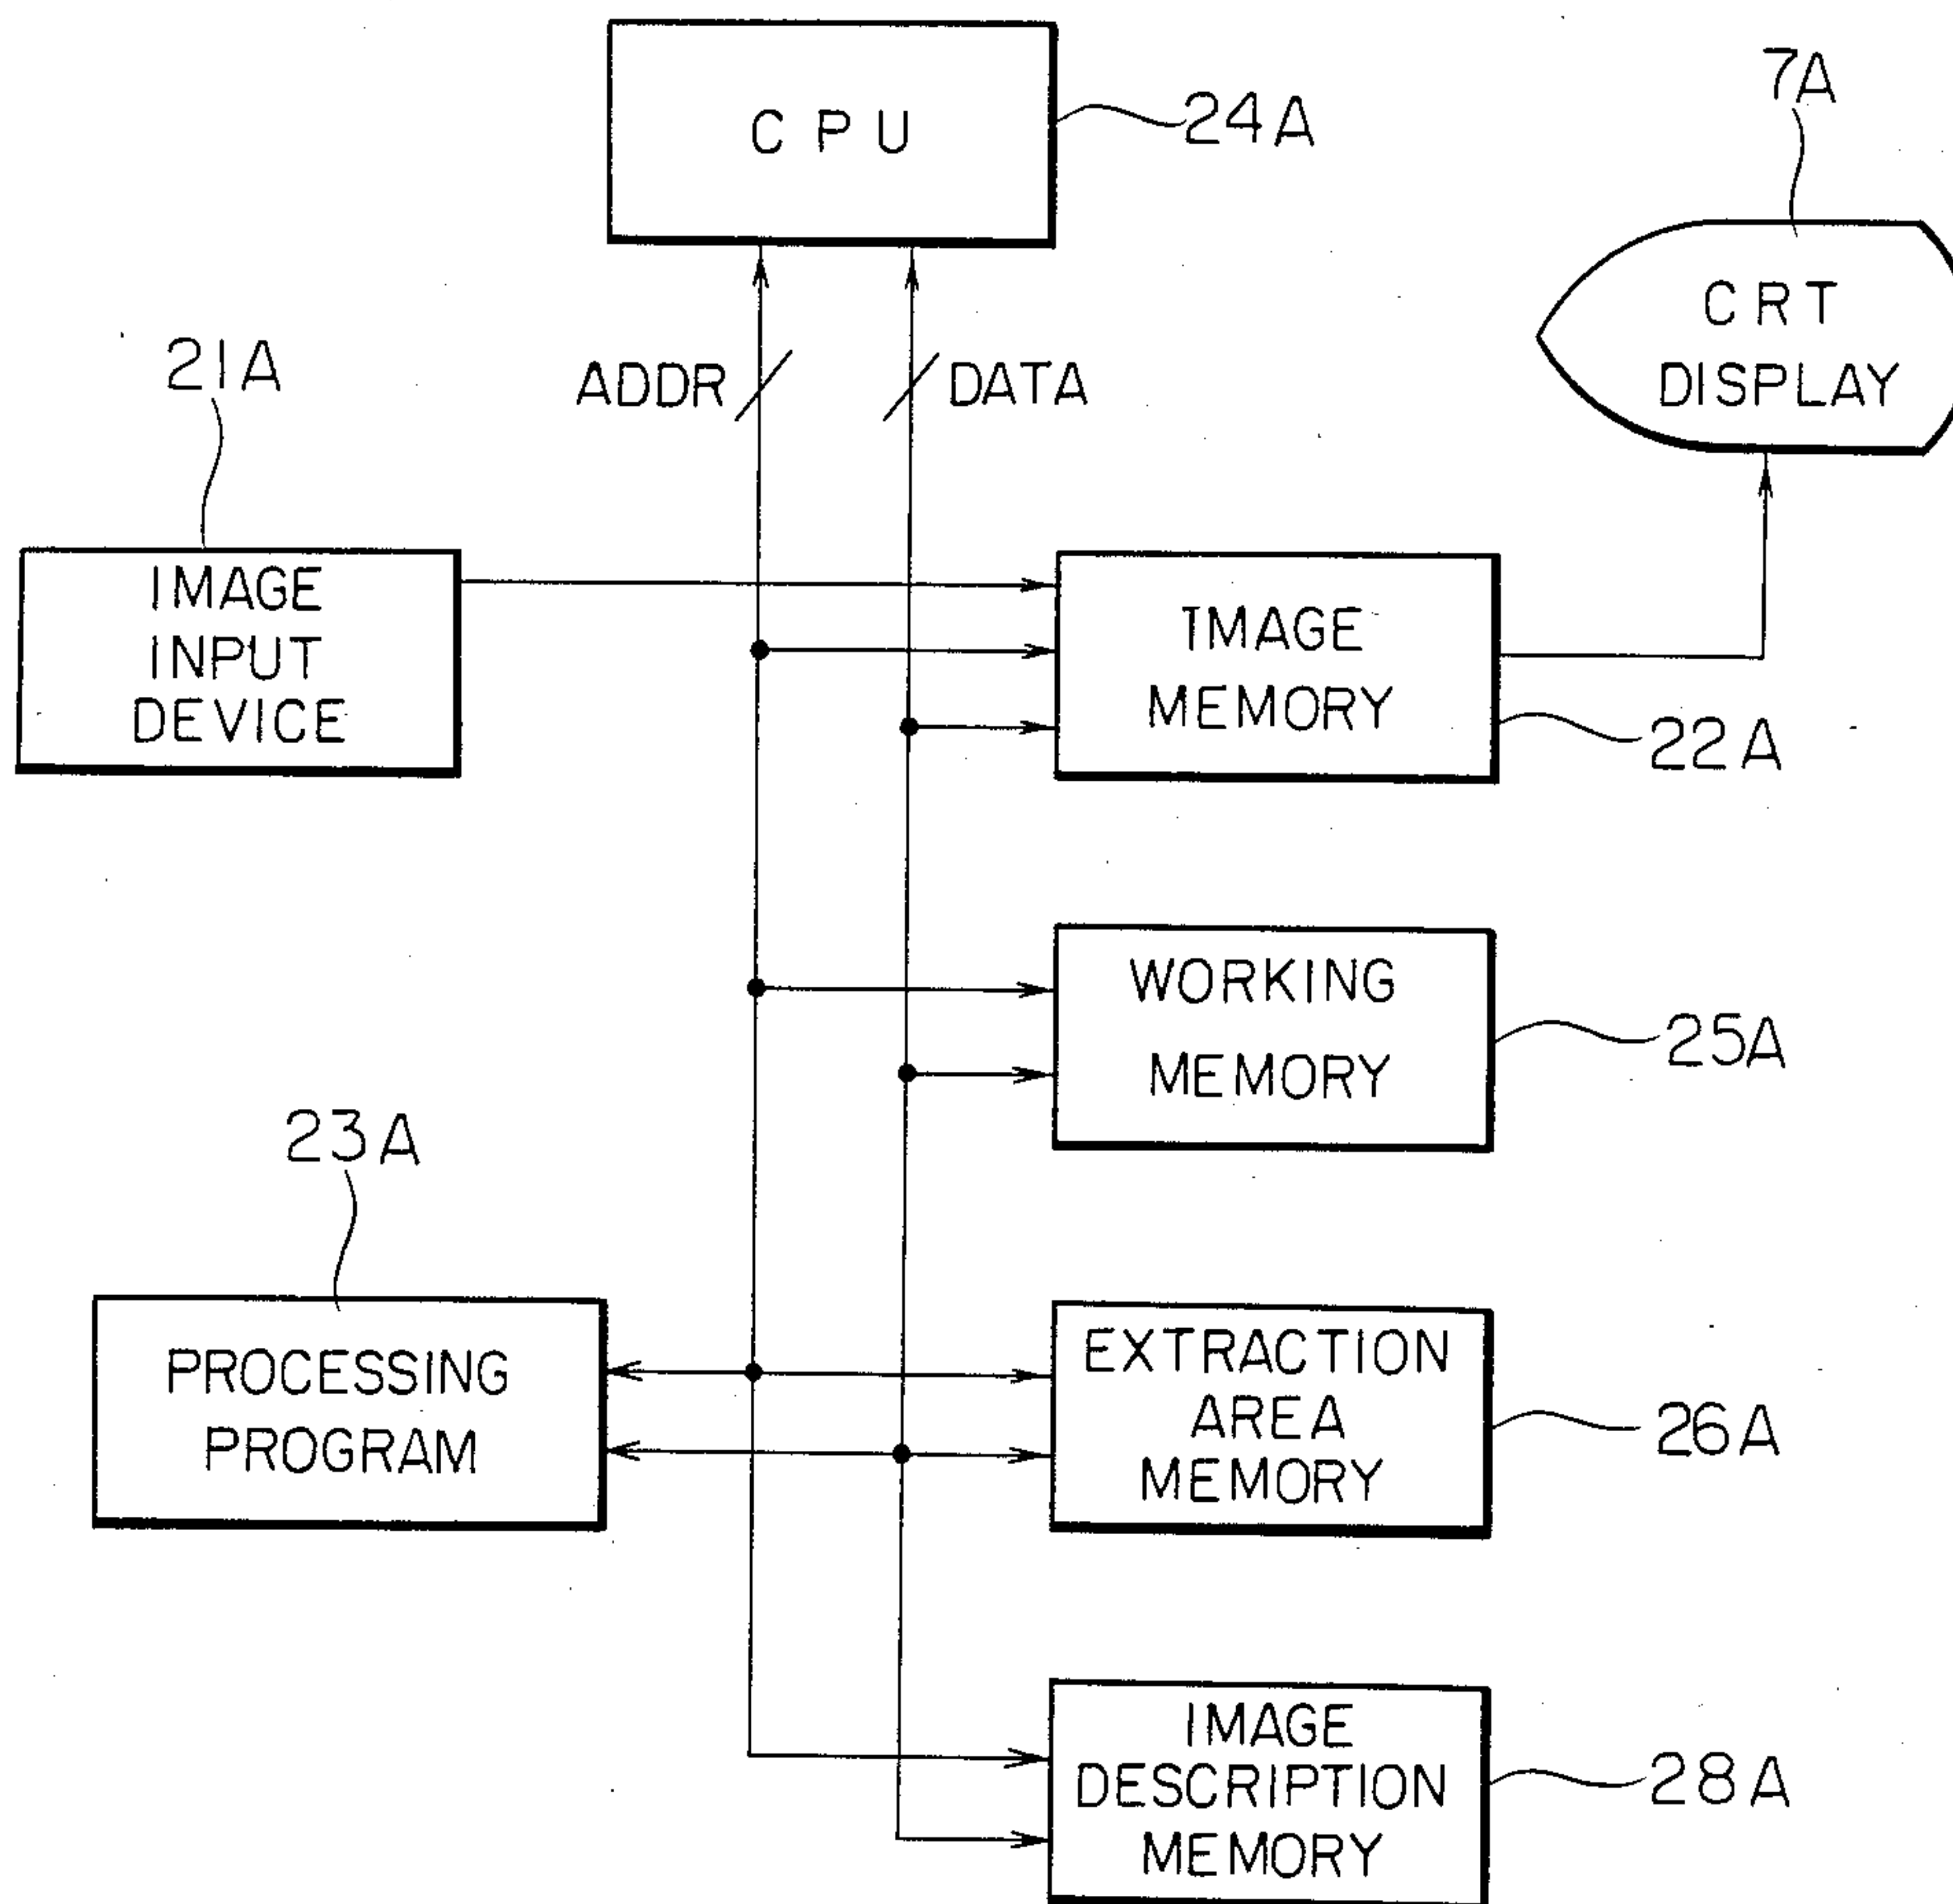 CPU
24A
7A
CRT
DISPLAY
21A
ADDR
DATA
IMAGE
INPUT
DEVICE
IMAGE
MEMORY
22A
WORKING
MEMORY
25A
23A
PROCESSING
PROGRAM
EXTRACTION
AREA
MEMORY
26A
IMAGE
DESCRIPTION
MEMORY
28A